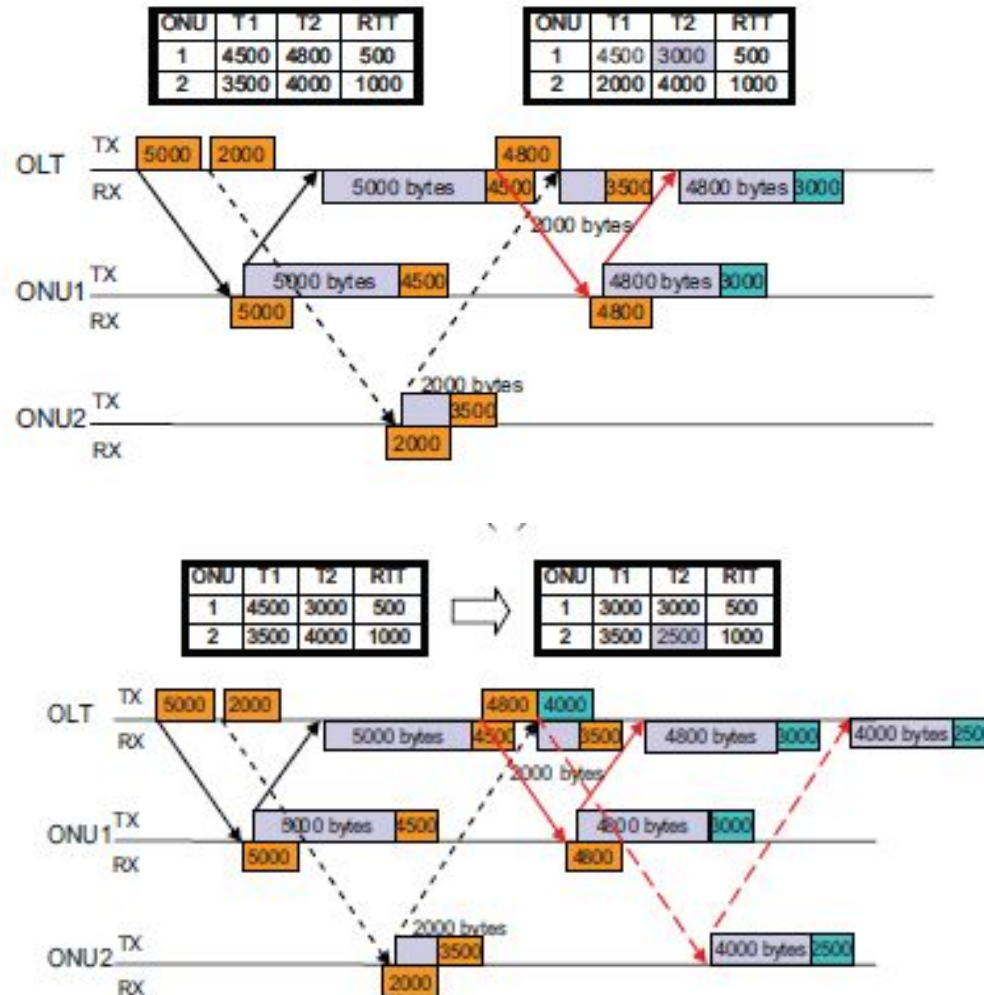 ONU T1 T2 RTT
1 4500 4800 500
2 3500 4000 1000
ONU T1 T2 RTT
1 4500 3000 500
2 2000 4000 1000
OLT TX 5000 2000 4800
RX 5000 bytes 4500 3500 4800 bytes 3000
2000 bytes
ONU1 TX 5000 bytes 4500 4800 bytes 3000
RX 5000 4800
2000 bytes
ONU2 TX 3500
RX 2000
ONU T1 T2 RTT
1 4500 3000 500
2 3500 4000 1000
ONU T1 T2 RTT
1 3000 3000 500
2 3500 2500 1000
OLT TX 5000 2000 4800 4000
RX 5000 bytes 4500 3500 4800 bytes 3000 4000 bytes 250
2000 bytes
ONU1 TX 5000 bytes 4500 4800 bytes 3000
RX 5000 4800
2000 bytes
ONU2 TX 3500 4000 bytes 2500
RX 2000